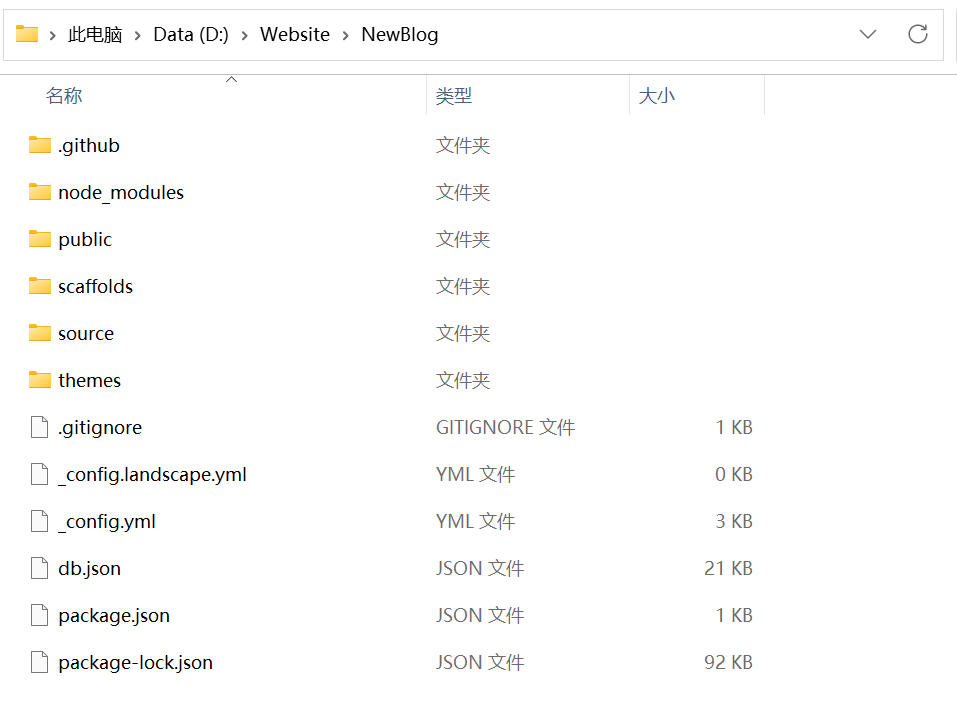 此电脑 > Data (D:) > Website > NewBlog
名称 类型 大小
.github 文件夹
node_modules 文件夹
public 文件夹
scaffolds 文件夹
source 文件夹
themes 文件夹
.gitignore GITIGNORE 文件 1 KB
_config.landscape.yml YML 文件 0 KB
_config.yml YML 文件 3 KB
db.json JSON 文件 21 KB
package.json JSON 文件 1 KB
package-lock.json JSON 文件 92 KB